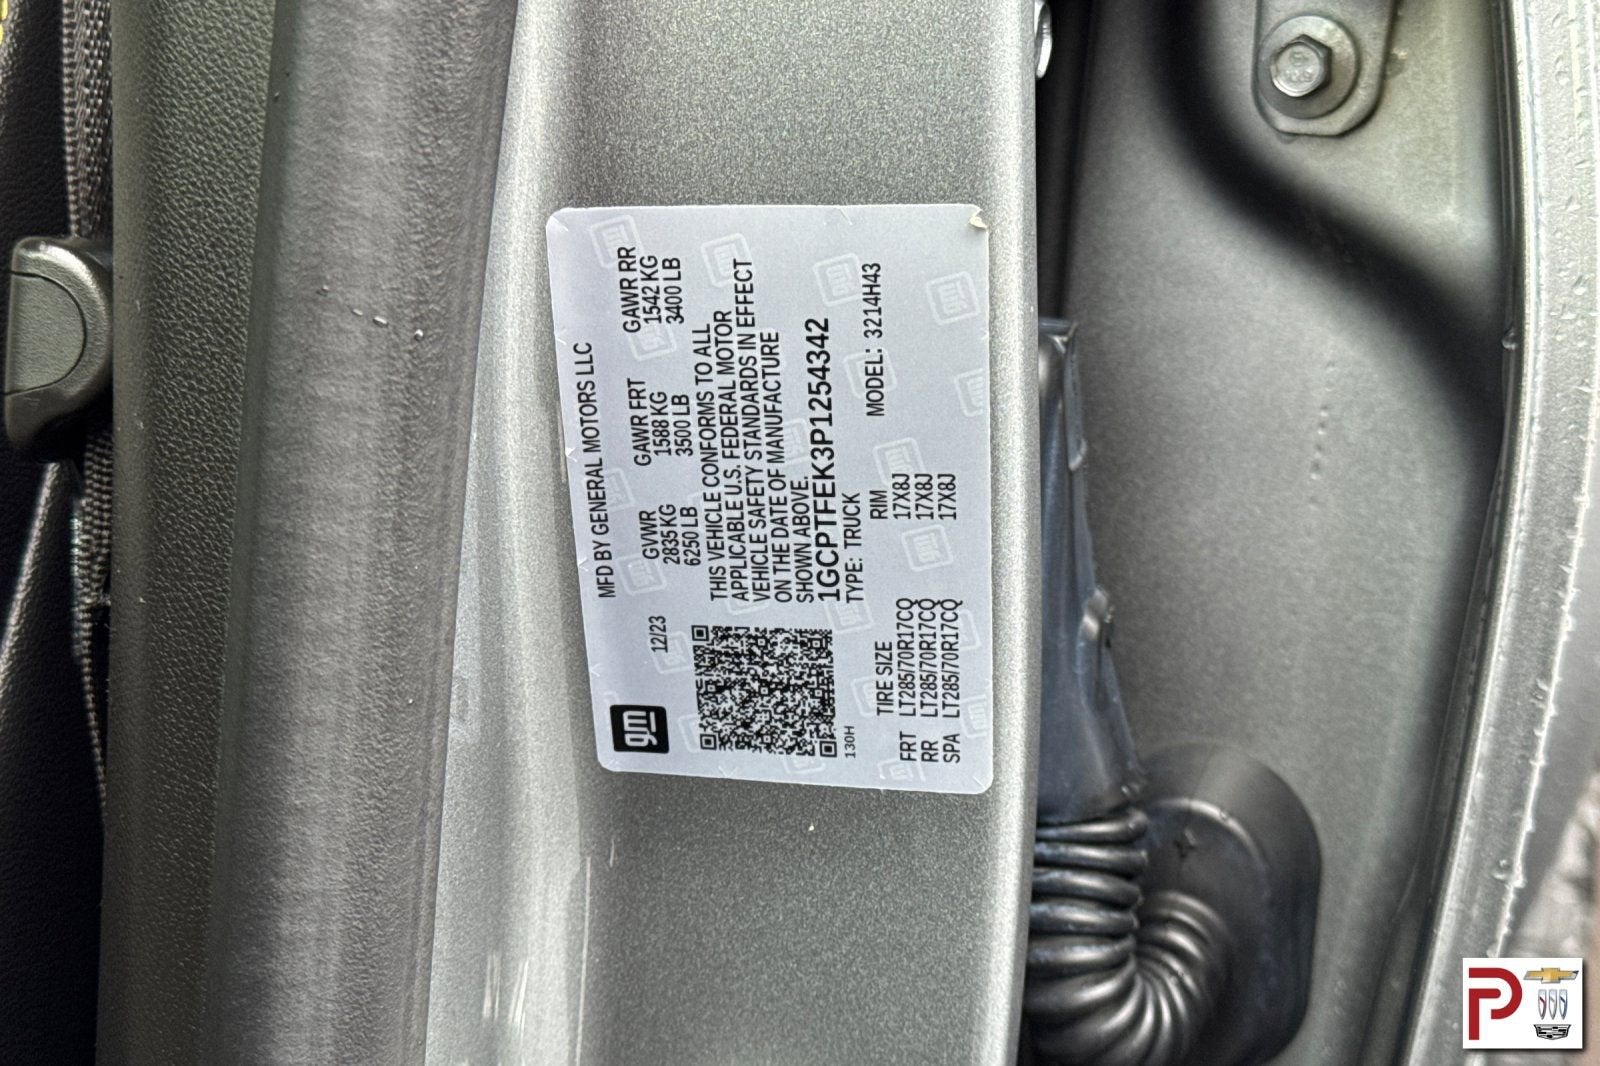 gm
12/23
MFD BY GENERAL MOTORS LLC
GVWR GAWR FRT GAWR RR
2835 KG 1588 KG 1542 KG
6250 LB 3500 LB 3400 LB
THIS VEHICLE CONFORMS TO ALL
APPLICABLE U.S. FEDERAL MOTOR
VEHICLE SAFETY STANDARDS IN EFFECT
ON THE DATE OF MANUFACTURE
SHOWN ABOVE.
1GCPTFEK3P1254342
130H
TYPE: TRUCK MODEL: 3214H43
TIRE SIZE RIM
FRT LT285/70R17CQ 17X8J
RR LT285/70R17CQ 17X8J
SPA LT285/70R17CQ 17X8J
P